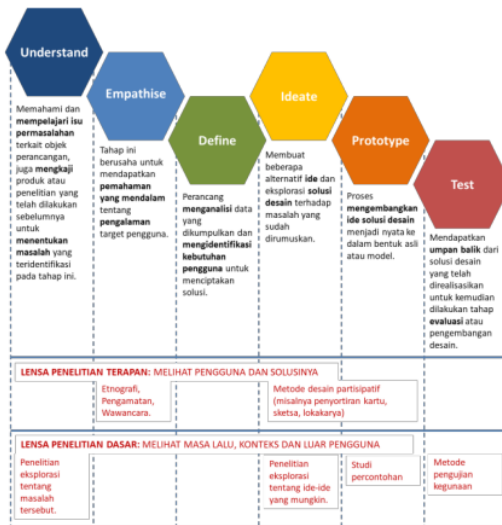 Understand
Memahami dan
mempelajari isu
permasalahan
terkait objek
perancangan,
juga mengkaji
produk atau
penelitian yang
telah dilakukan
sebelumnya
untuk
menentukan
masalah yang
teridentifikasi
pada tahap ini.
Empathise
Tahap ini
berusaha untuk
mendapatkan
pemahaman
yang mendalam
tentang
pengalaman
target pengguna.
Define
Perancang
menganalisi data
yang
dikumpulkan dan
mengidentifikasi
kebutuhan
pengguna untuk
menciptakan
solusi.
Ideate
Membuat
beberapa
alternatif ide dan
eksplorasi solusi
desain terhadap
masalah yang
sudah
dirumuskan.
Prototype
Proses
mengembangkan
ide solusi desain
menjadi nyata ke
dalam bentuk asli
atau model.
Test
Mendapatkan
umpan balik dari
solusi desain
yang telah
direalisasikan
untuk kemudian
dilakukan tahap
evaluasi atau
pengembangan
desain.
LENSA PENELITIAN TERAPAN: MELIHAT PENGGUNA DAN SOLUSINYA
Etnografi,
Pengamatan,
Wawancara.
Metode desain partisipatif
(misalnya penyortiran kartu,
sketsa, lokakarya)
LENSA PENELITIAN DASAR: MELIHAT MASA LALU, KONTEKS DAN LUAR PENGGUNA
Penelitian
eksplorasi
tentang
masalah
tersebut.
Penelitian
eksplorasi
tentang ide-ide
yang mungkin.
Studi
percontohan
Metode
pengujian
kegunaan